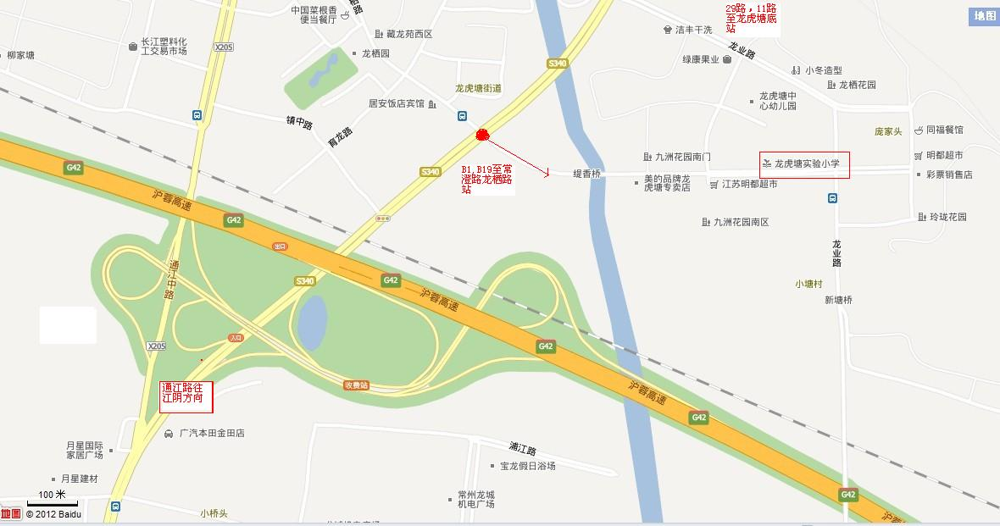 中国菜根香
便当餐厅
栖路
29路，11路
至龙虎塘底
站
地图
藏龙苑西区
洁丰干洗
长江塑料化
工交易市场
X205
龙业路
柳家塘
龙栖园
绿康果业
S340
小冬造型
龙虎塘街道
龙栖花园
居安饭店宾馆
龙虎塘中
心幼儿园
镇中路
育龙路
庞家头
同福餐馆
九洲花园南门
明都超市
G42
S340
B1,B19至常
澄路龙栖路
站
缇香桥
龙虎塘实验小学
美的品牌龙
虎塘专卖店
江苏明都超市
彩票销售店
沪蓉高速
G42
九洲花园南区
玲珑花园
出口
龙业路
通江中路
S340
G42
小塘村
沪蓉高速
新塘桥
入口
X205
G42
通江路往
江阴方向
收费站
沪蓉高速
G42
广汽本田金田店
月星国际
家居广场
浦江路
宝龙假日浴场
月星建材
100 米
常州龙城
机电广场
G42
地图
© 2012 Baidu
小桥头
沪蓉